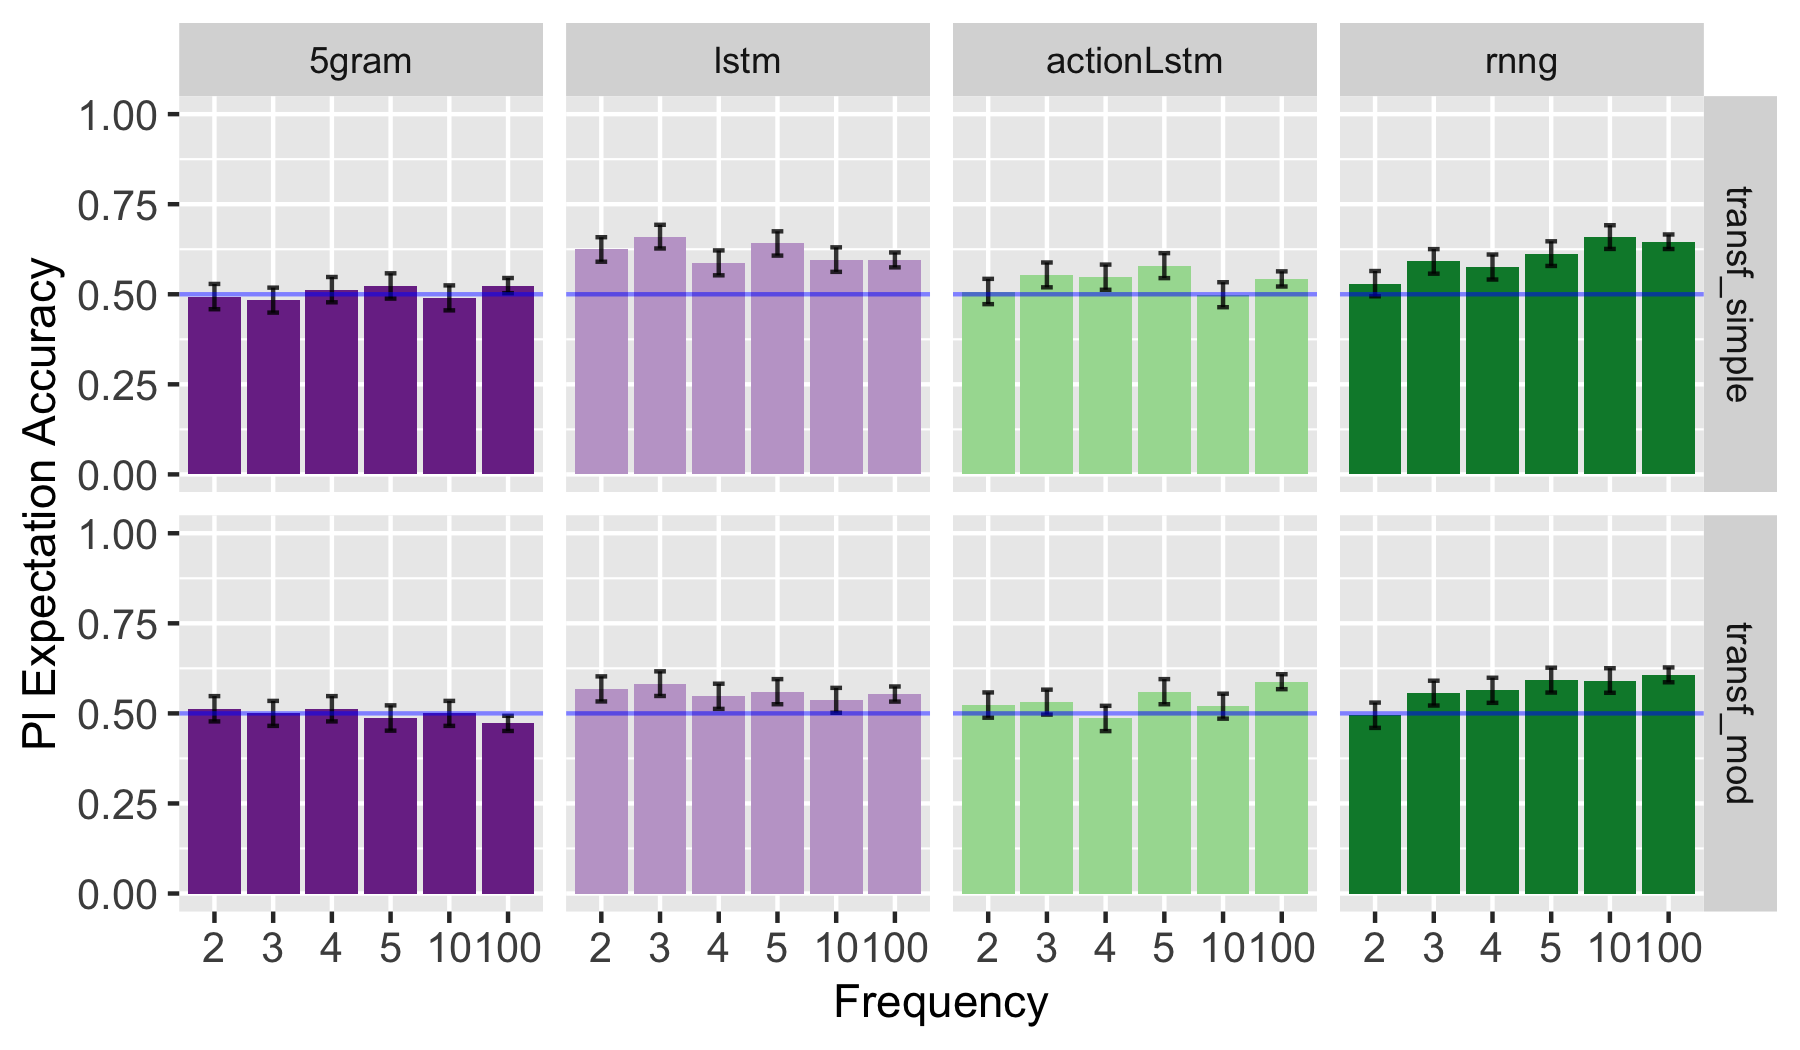 5gram lstm actionLstm rnng
1.00
0.75
0.50
0.25
0.00
transf_simple
1.00
0.75
0.50
0.25
0.00
transf_mod
PI Expectation Accuracy
2 3 4 5 10 100 2 3 4 5 10 100 2 3 4 5 10 100 2 3 4 5 10 100
Frequency